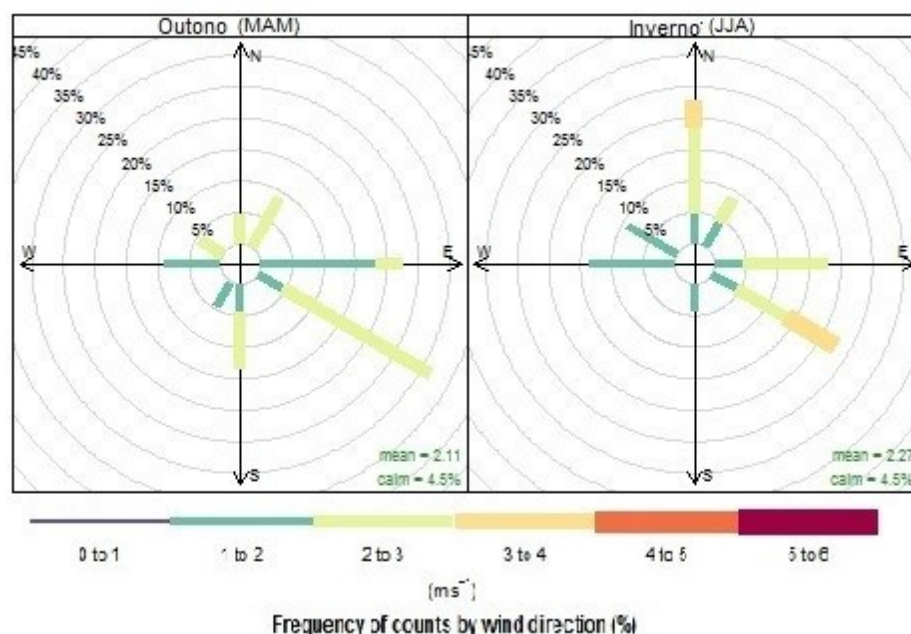 Outono (MAM)
Inverno (JJA)
45%
40%
35%
30%
25%
20%
15%
10%
5%
N
W
E
S
mean = 2.11
calm = 4.5%
45%
40%
35%
30%
25%
20%
15%
10%
5%
N
W
E
S
mean = 2.27
calm = 4.5%
0 to 1
1 to 2
2 to 3
3 to 4
4 to 5
5 to 6
(m s⁻¹)
Frequency of counts by wind direction (%)